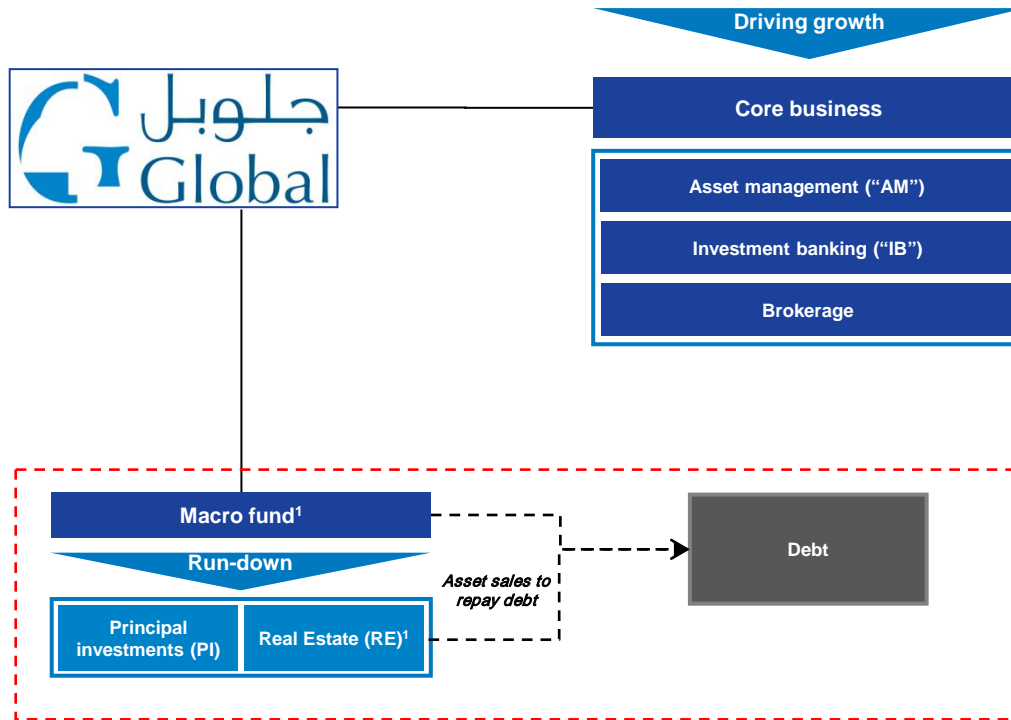 Driving growth
جلوبل
Global
Core business
Asset management (“AM”)
Investment banking (“IB”)
Brokerage
Macro fund¹
Run-down
Principal
investments (PI)
Real Estate (RE)¹
Asset sales to
repay debt
Debt